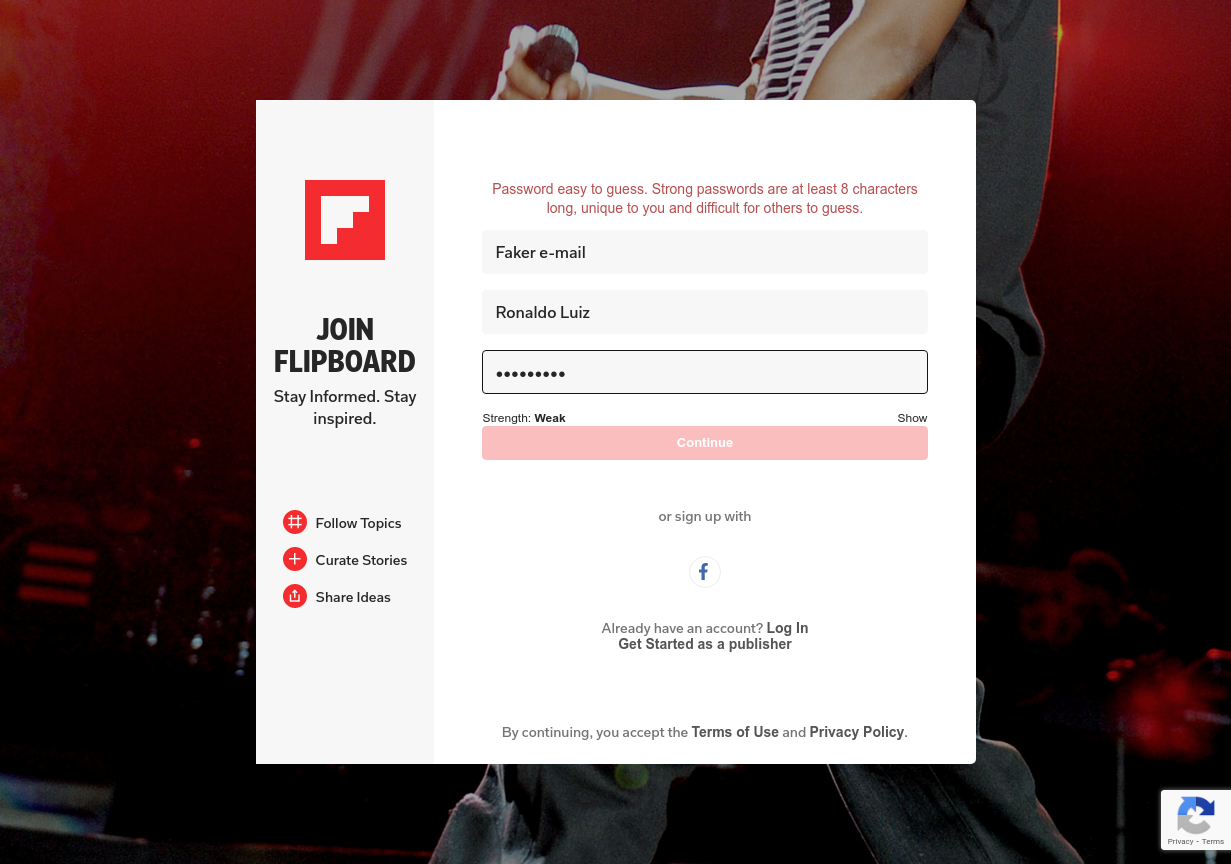 Password easy to guess. Strong passwords are at least 8 characters
long, unique to you and difficult for others to guess.
Faker e-mail
Ronaldo Luiz
•••••••••
Strength: Weak
Show
Continue
or sign up with
Already have an account? Log In
Get Started as a publisher
By continuing, you accept the Terms of Use and Privacy Policy.
JOIN
FLIPBOARD
Stay Informed. Stay
inspired.
Follow Topics
Curate Stories
Share Ideas
Privacy - Terms